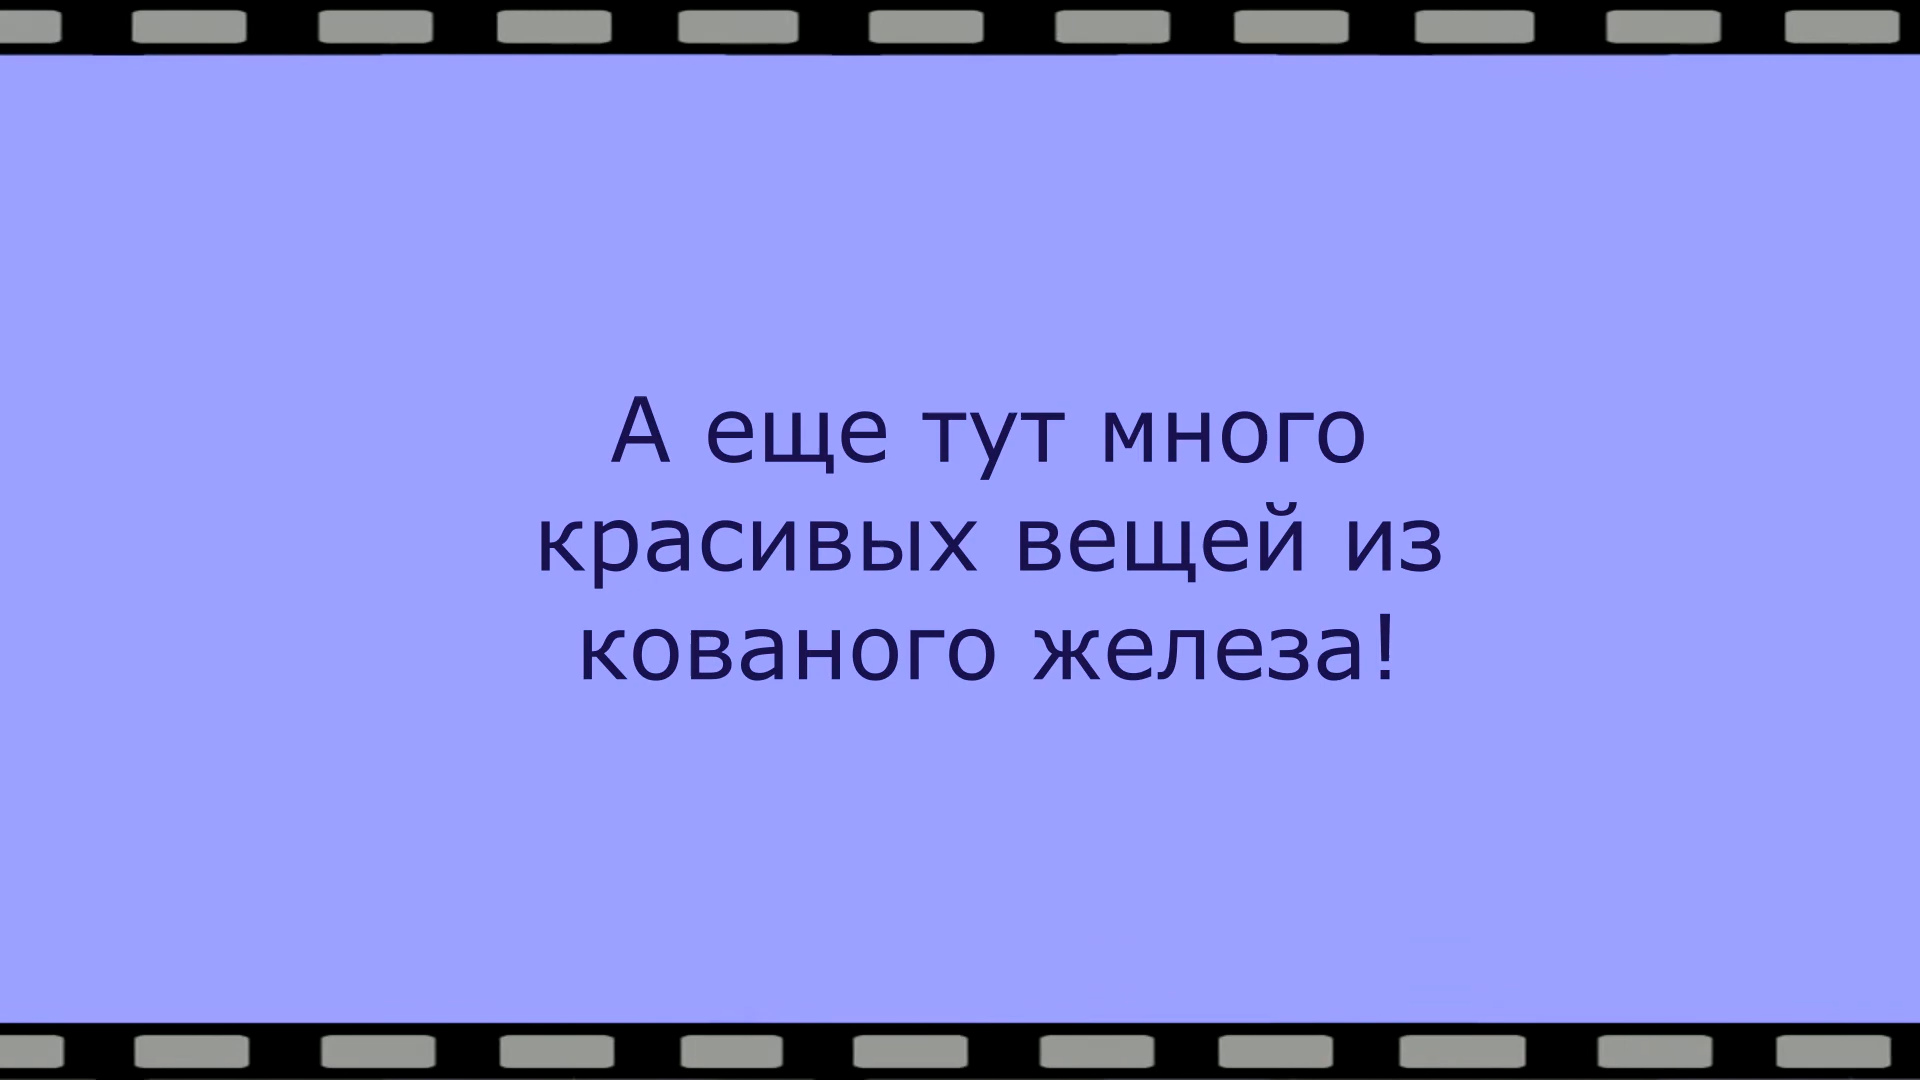 А еще тут много
красивых вещей из
кованого железа!